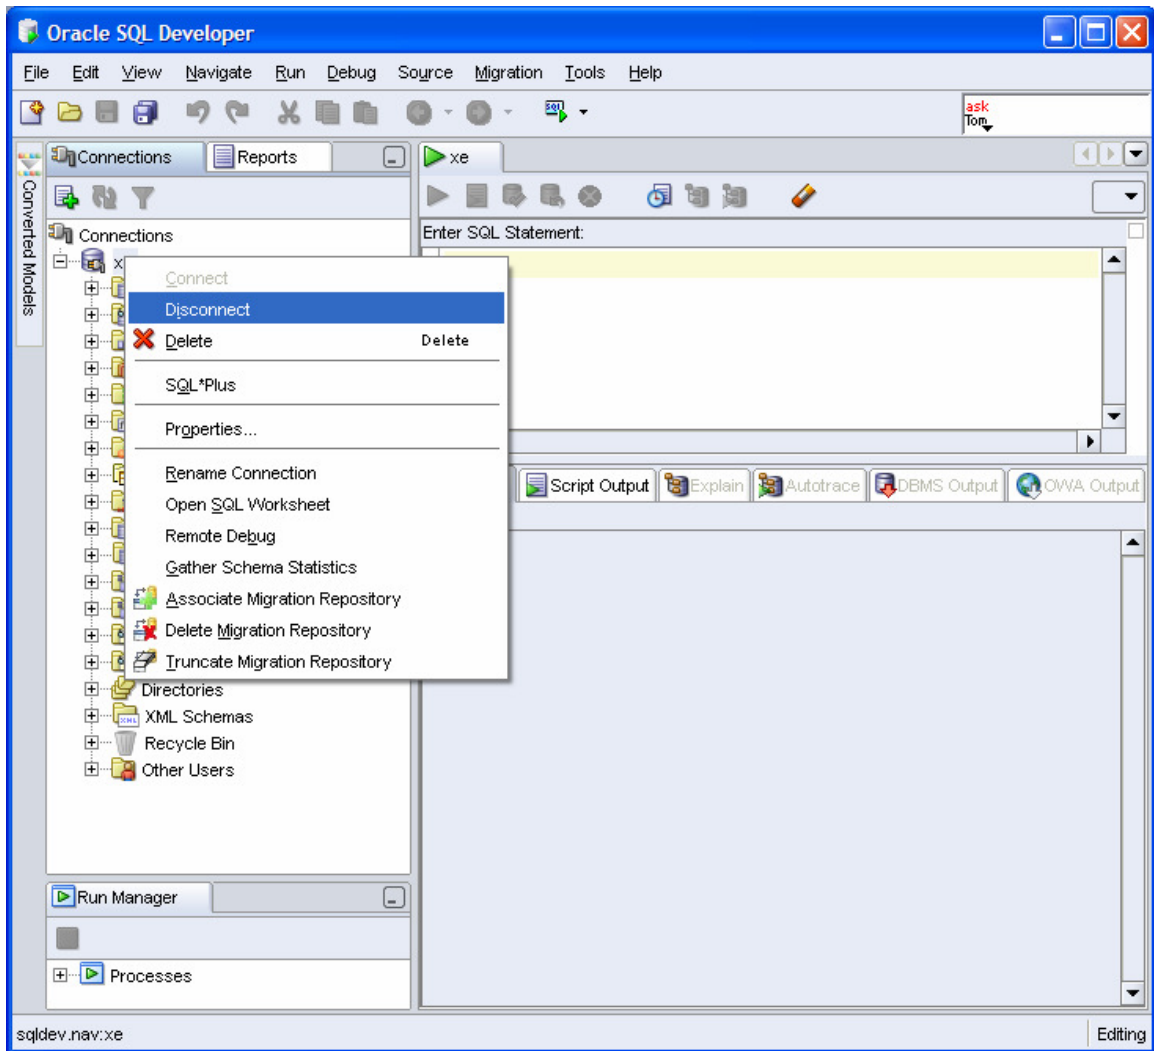 Oracle SQL Developer
File Edit View Navigate Run Debug Source Migration Tools Help
SQL
ask
Tom
Connections Reports
xe
Converted Models
Enter SQL Statement:
Connections
x
Connect
Disconnect
Delete Delete
SQL*Plus
Properties...
Rename Connection
Open SQL Worksheet
Remote Debug
Gather Schema Statistics
Associate Migration Repository
Delete Migration Repository
Truncate Migration Repository
Script Output Explain Autotrace DBMS Output OWA Output
Directories
XML Schemas
Recycle Bin
Other Users
Run Manager
Processes
sqldev.nav:xe Editing